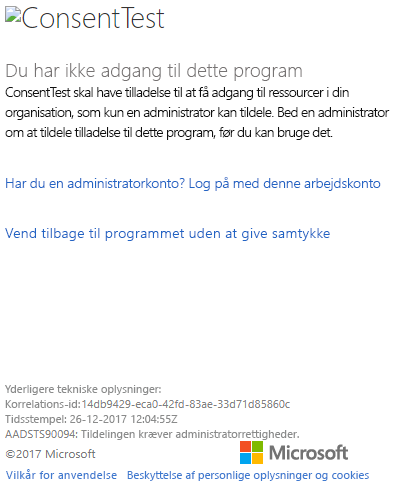 ConsentTest
Du har ikke adgang til dette program
ConsentTest skal have tilladelse til at få adgang til ressourcer i din
organisation, som kun en administrator kan tildele. Bed en administrator
om at tildele tilladelse til dette program, før du kan bruge det.
Har du en administratorkonto? Log på med denne arbejdskonto
Vend tilbage til programmet uden at give samtykke
Yderligere tekniske oplysninger:
Korrelations-id:14db9429-eca0-42fd-83ae-33d71d85860c
Tidsstempel: 26-12-2017 12:04:55Z
AADSTS90094: Tildelingen kræver administratorrettigheder.
©2017 Microsoft
Microsoft
Vilkår for anvendelse Beskyttelse af personlige oplysninger og cookies